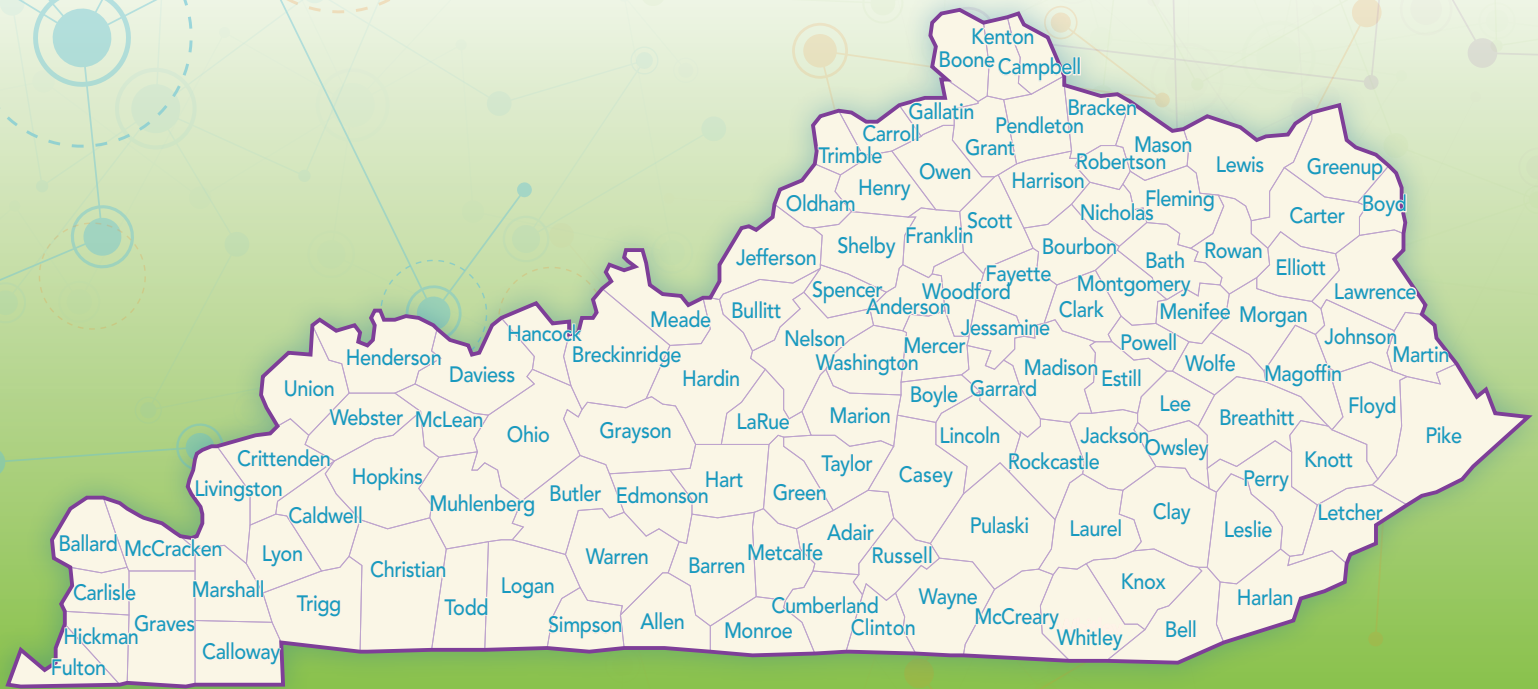 Kenton
Boone
Campbell
Gallatin
Bracken
Pendleton
Carroll
Grant
Mason
Trimble
Robertson
Lewis
Greenup
Owen
Harrison
Henry
Fleming
Oldham
Boyd
Nicholas
Carter
Scott
Franklin
Shelby
Bourbon
Rowan
Jefferson
Bath
Elliott
Fayette
Montgomery
Spencer
Woodford
Lawrence
Anderson
Bullitt
Clark
Menifee
Morgan
Meade
Jessamine
Hancock
Nelson
Johnson
Powell
Mercer
Breckinridge
Martin
Henderson
Washington
Wolfe
Madison
Daviess
Magoffin
Hardin
Estill
Union
Garrard
Boyle
Lee
Floyd
Webster
McLean
Marion
Breathitt
LaRue
Grayson
Ohio
Lincoln
Jackson
Pike
Owsley
Crittenden
Knott
Rockcastle
Taylor
Hopkins
Casey
Hart
Perry
Livingston
Green
Butler
Edmonson
Muhlenberg
Clay
Letcher
Caldwell
Pulaski
Laurel
Leslie
Adair
Ballard
McCracken
Metcalfe
Lyon
Russell
Warren
Barren
Christian
Knox
Logan
Marshall
Carlisle
Wayne
Harlan
Trigg
Cumberland
Todd
McCreary
Allen
Graves
Simpson
Clinton
Monroe
Bell
Hickman
Whitley
Calloway
Fulton